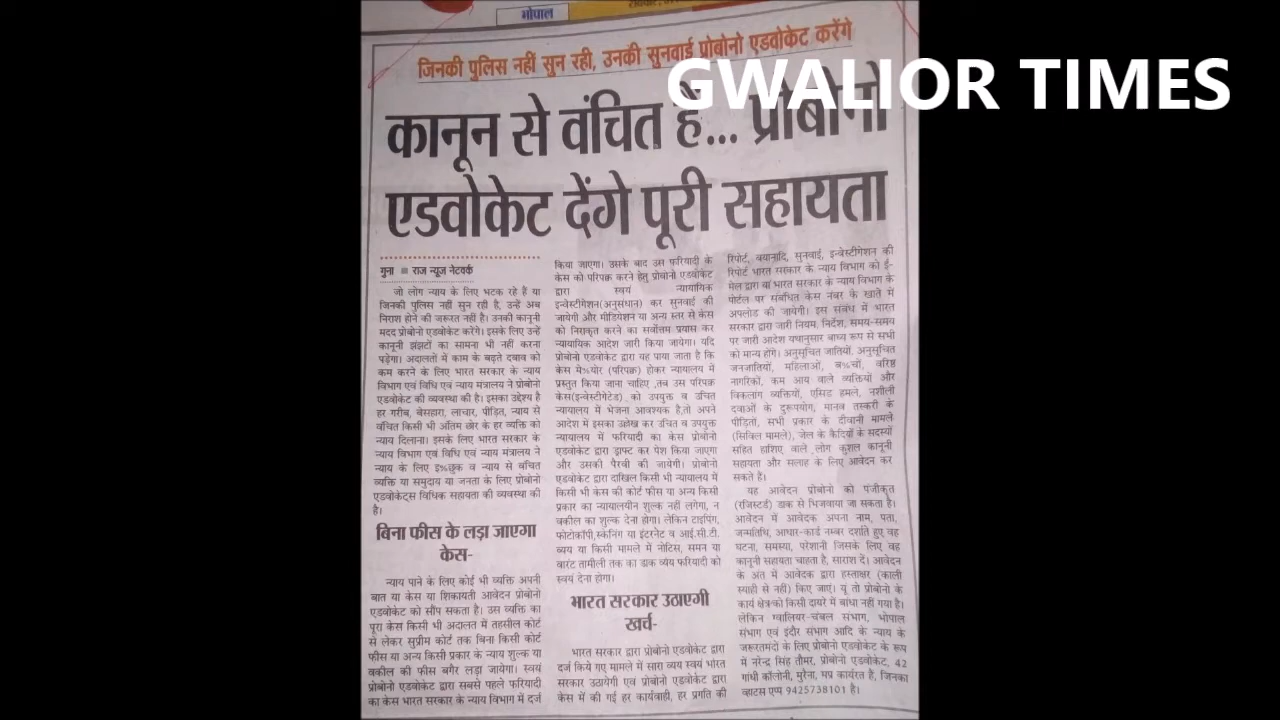 भोपाल
जिनकी पुलिस नहीं सुन रही, उनकी सुनवाई प्रोबोनो एडवोकेट करेंगे
GWALIOR TIMES
कानून से वंचित हैं... प्रोबोनो
एडवोकेट देंगे पूरी सहायता
गुना ■ राज न्यूज नेटवर्क
जो लोग न्याय के लिए भटक रहे हैं या
जिनकी पुलिस नहीं सुन रही है, उन्हें अब
निराश होने की जरूरत नहीं है। उनकी कानूनी
मदद प्रोबोनो एडवोकेट करेंगे। इसके लिए उन्हें
कानूनी झंझटों का सामना भी नहीं करना
पड़ेगा। अदालतों में काम के बढ़ते दबाव को
कम करने के लिए भारत सरकार के न्याय
विभाग एवं विधि एवं न्याय मंत्रालय ने प्रोबोनो
एडवोकेट की व्यवस्था की है। इसका उद्देश्य है
हर गरीब, बेसहारा, लाचार, पीड़ित, न्याय से
वंचित किसी भी अंतिम छोर के हर व्यक्ति को
न्याय दिलाना। इसके लिए भारत सरकार के
न्याय विभाग एवं विधि एवं न्याय मंत्रालय ने
न्याय के लिए इ%छुक व न्याय से वंचित
व्यक्ति या समुदाय या जनता के लिए प्रोबोनो
एडवोकेट्स विधिक सहायता की व्यवस्था की
है।
बिना फीस के लड़ा जाएगा
केस-
न्याय पाने के लिए कोई भी व्यक्ति अपनी
बात या केस या शिकायती आवेदन प्रोबोनो
एडवोकेट को सौंप सकता है। उस व्यक्ति का
पूरा केस किसी भी अदालत में तहसील कोर्ट
से लेकर सुप्रीम कोर्ट तक बिना किसी कोर्ट
फीस या अन्य किसी प्रकार के न्याय शुल्क या
वकील की फीस बगैर लड़ा जायेगा। स्वयं
प्रोबोनो एडवोकेट द्वारा सबसे पहले फरियादी
का केस भारत सरकार के न्याय विभाग में दर्ज
किया जाएगा। उसके बाद उस फरियादी के
केस को परिपक्व करने हेतु प्रोबोनो एडवोकेट
द्वारा स्वयं न्यायायिक
इन्वेस्टीगेशन(अनुसंधान) कर सुनवाई की
जायेगी और मीडियेशन या अन्य स्तर से केस
को निराकृत करने का सर्वोत्तम प्रयास कर
न्यायायिक आदेश जारी किया जायेगा। यदि
प्रोबोनो एडवोकेट द्वारा यह पाया जाता है कि
केस मे%योर (परिपक्व) होकर न्यायालय में
प्रस्तुत किया जाना चाहिए ,तब उस परिपक्व
केस(इन्वेस्टीगेटेड) को उपयुक्त व उचित
न्यायालय में भेजना आवश्यक है,तो अपने
आदेश में इसका उल्लेख कर उचित व उपयुक्त
न्यायालय में फरियादी का केस प्रोबोनो
एडवोकेट द्वारा ड्राफ्ट कर पेश किया जाएगा
और उसकी पैरवी की जायेगी। प्रोबोनो
एडवोकेट द्वारा दाखिल किसी भी न्यायालय में
किसी भी केस की कोर्ट फीस या अन्य किसी
प्रकार का न्यायालयीन शुल्क नहीं लगेगा, न
वकील का शुल्क देना होगा। लेकिन टाइपिंग,
फोटोकॉपी,स्केनिंग या इंटरनेट व आई.सी.टी.
व्यय या किसी मामले में नोटिस, समन या
वारंट तामीली तक का डाक व्यय फरियादी को
स्वयं देना होगा।
भारत सरकार उठाएगी
खर्च-
भारत सरकार द्वारा प्रोबोनो एडवोकेट द्वारा
दर्ज किये गए मामले में सारा व्यय स्वयं भारत
सरकार उठायेगी एवं प्रोबोनो एडवोकेट द्वारा
केस में की गई हर कार्यवाही, हर प्रगति की
रिपोर्ट, बयानादि, सुनवाई, इन्वेस्टीगेशन की
रिपोर्ट भारत सरकार के न्याय विभाग को ई-
मेल द्वारा या भारत सरकार के न्याय विभाग के
पोर्टल पर संबंधित केस नंबर के खाते में
अपलोड की जायेगी। इस संबंध में भारत
सरकार द्वारा जारी नियम, निर्देश, समय-समय
पर जारी आदेश यथानुसार बाध्य रूप से सभी
को मान्य होंगे। अनुसूचित जातियों, अनुसूचित
जनजातियों, महिलाओं, ब%चों, वरिष्ठ
नागरिकों, कम आय वाले व्यक्तियों और
विकलांग व्यक्तियों, एसिड हमले, नशीली
दवाओं के दुरूपयोग, मानव तस्करी के
पीड़ितों, सभी प्रकार के दीवानी मामले
(सिविल मामले), जेल के कैदियों के सदस्यों
सहित हाशिए वाले लोग कुशल कानूनी
सहायता और सलाह के लिए आवेदन कर
सकते हैं।
यह आवेदन प्रोबोनो को पंजीकृत
(रजिस्टर्ड) डाक से भिजवाया जा सकता है।
आवेदन में आवेदक अपना नाम, पता,
जन्मतिथि, आधार-कार्ड नम्बर दर्शाते हुए वह
घटना, समस्या, परेशानी जिसके लिए वह
कानूनी सहायता चाहता है, सारांश दें। आवेदन
के अंत में आवेदक द्वारा हस्ताक्षर (काली
स्याही से नहीं) किए जाएं। यूं तो प्रोबोनो के
कार्य क्षेत्र को किसी दायरे में बांधा नहीं गया है।
लेकिन ग्वालियर-चंबल संभाग, भोपाल
संभाग एवं इंदौर संभाग आदि के न्याय के
जरूरतमंदों के लिए प्रोबोनो एडवोकेट के रूप
में नरेन्द्र सिंह तौमर, प्रोबोनो एडवोकेट, 42
गांधी कॉलोनी, मुरैना, मप्र कार्यरत हैं, जिनका
व्हाटस एप्प 9425738101 है।